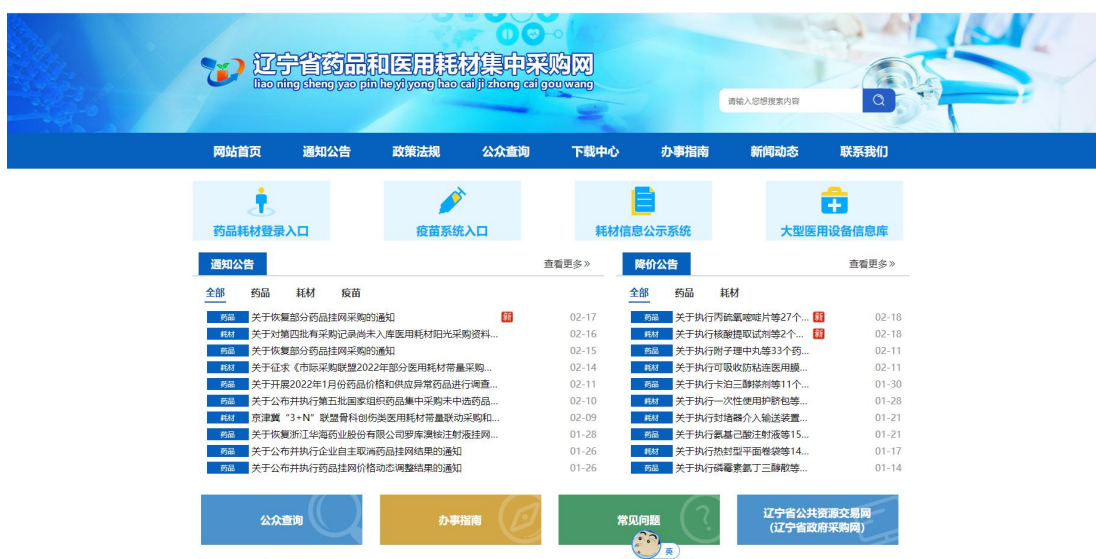 辽宁省药品和医用耗材集中采购网
liao ning sheng yao pin he yi yong hao cai ji zhong cai gou wang
请输入您想搜索内容
网站首页 通知公告 政策法规 公众查询 下载中心 办事指南 新闻动态 联系我们
药品耗材登录入口 疫苗系统入口 耗材信息公示系统 大型医用设备信息库
通知公告 查看更多»
全部 药品 耗材 疫苗
药品 关于恢复部分药品挂网采购的通知 新 02-17
耗材 关于对第四批有采购记录尚未入库医用耗材阳光采购资料... 02-16
药品 关于恢复部分药品挂网采购的通知 02-15
耗材 关于征求《市际采购联盟2022年部分医用耗材带量采购... 02-14
药品 关于开展2022年1月份药品价格和供应异常药品进行调查... 02-11
药品 关于公布并执行第五批国家组织药品集中采购未中选药品... 02-10
耗材 京津冀“3+N”联盟骨科创伤类医用耗材带量联动采购和... 02-09
药品 关于恢复浙江华海药业股份有限公司罗库溴铵注射液挂网... 01-28
药品 关于公布并执行企业自主取消药品挂网结果的通知 01-26
药品 关于公布并执行药品挂网价格动态调整结果的通知 01-26
降价公告 查看更多»
全部 药品 耗材
药品 关于执行丙硫氧嘧啶片等27个... 新 02-18
耗材 关于执行核酸提取试剂等2个... 新 02-18
药品 关于执行附子理中丸等33个药... 02-11
耗材 关于执行可吸收防粘连医用膜... 02-11
药品 关于执行卡泊三醇搽剂等11个... 01-30
耗材 关于执行一次性使用护脐包等... 01-28
耗材 关于执行封堵器介入输送装置... 01-21
药品 关于执行氨基己酸注射液等15... 01-21
耗材 关于执行热封型平面卷袋等14... 01-17
药品 关于执行磷霉素氨丁三醇散等... 01-14
公众查询 办事指南 常见问题 辽宁省公共资源交易网
(辽宁省政府采购网)
英